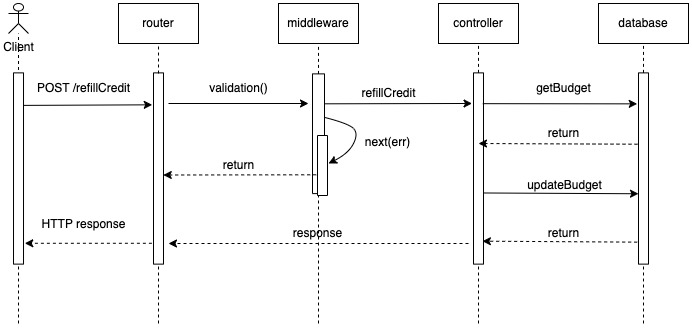 router
middleware
controller
database
Client
POST /refillCredit
validation()
refillCredit
getBudget
next(err)
return
return
updateBudget
HTTP response
response
return